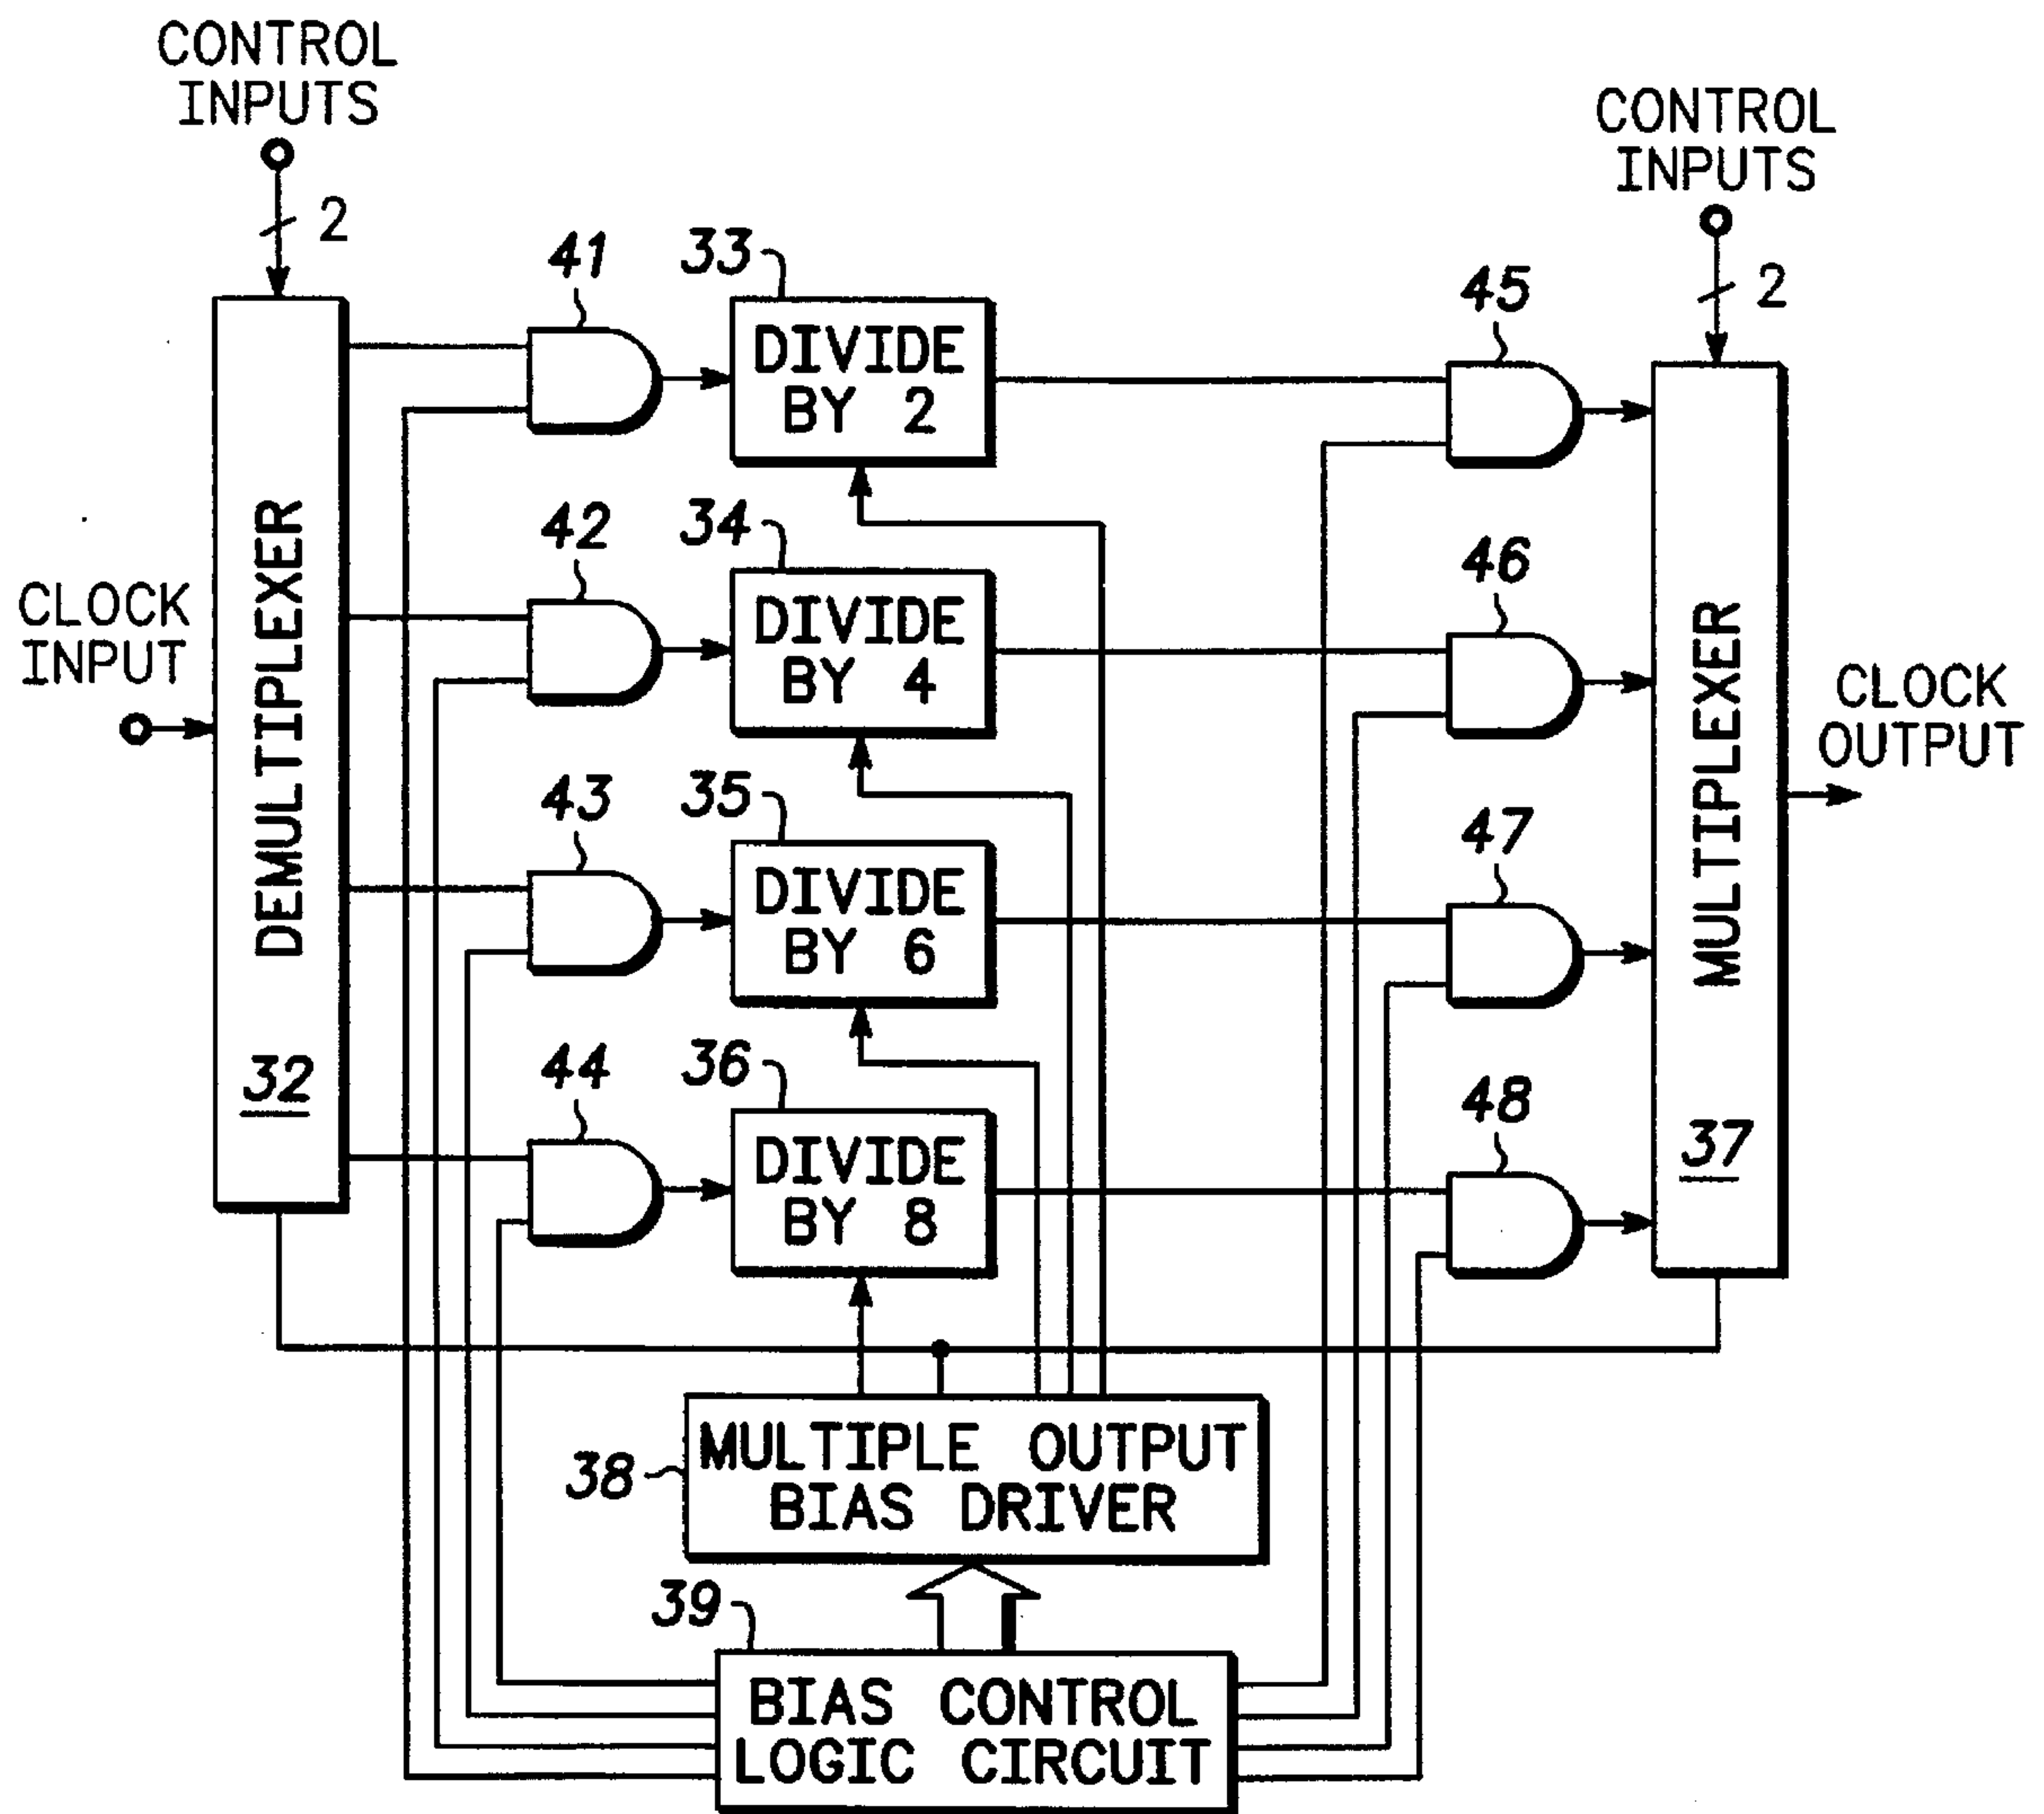 CONTROL
INPUTS
2
CONTROL
INPUTS
2
41
33
DIVIDE
BY 2
45
42
34
DIVIDE
BY 4
46
CLOCK
INPUT
DEMULTIPLEXER
32
43
35
DIVIDE
BY 6
47
MULTIPLEXER
37
CLOCK
OUTPUT
44
36
DIVIDE
BY 8
48
38
MULTIPLE OUTPUT
BIAS DRIVER
39
BIAS CONTROL
LOGIC CIRCUIT